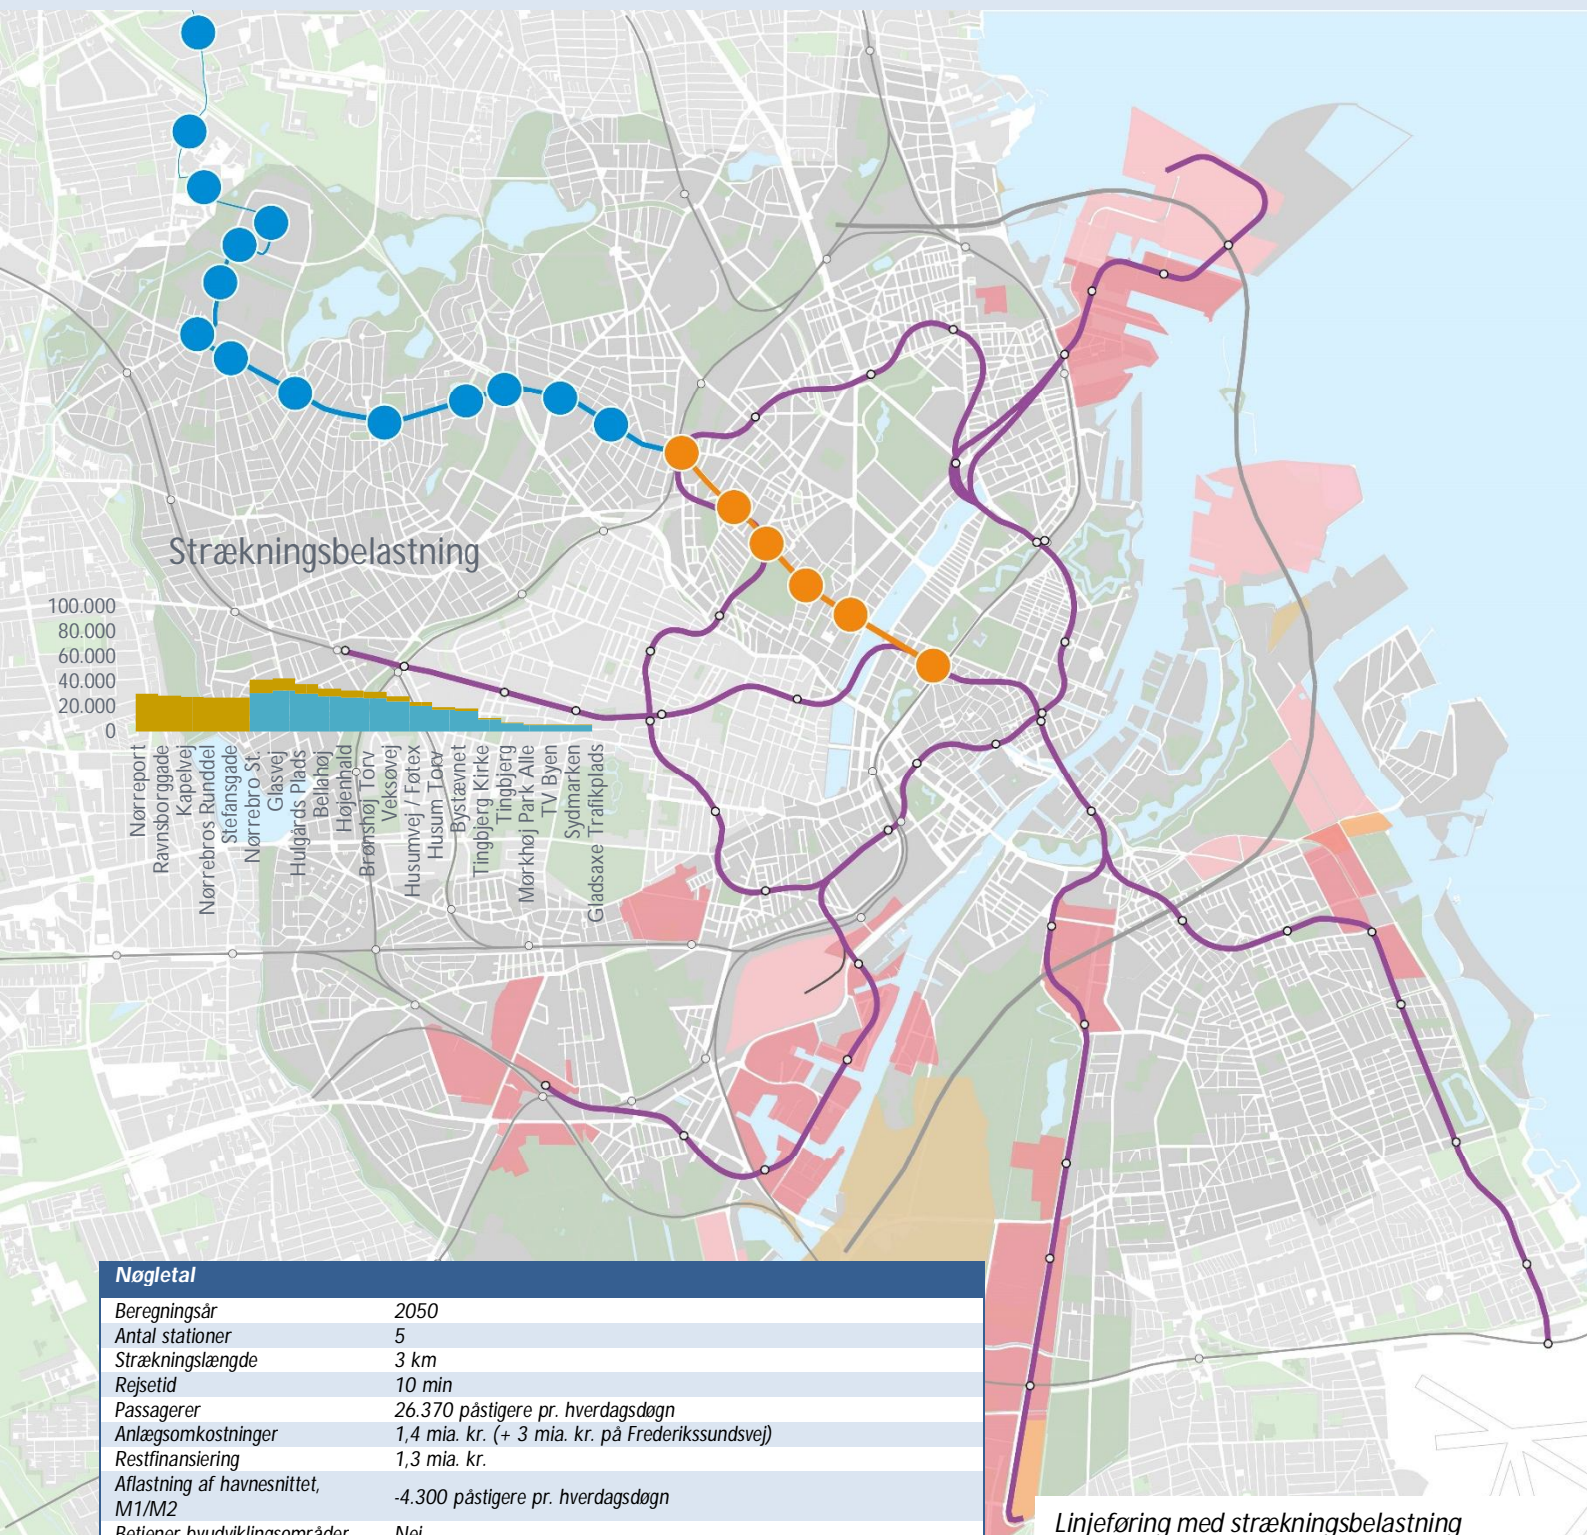 Strækningsbelastning
100.000
80.000
60.000
40.000
20.000
0
Nørreport
Ravnsborggade
Kapelvej
Nørrebros Runddel
Stefansgade
Nørrebro St.
Glasvej
Hulgårds Plads
Bellahøj
Højenhald
Brønshøj Torv
Veksøvej
Husumvej / Føtex
Husum Torv
Bystævnet
Tingbjerg Kirke
Tingbjerg
Mørkhøj Park Alle
TV Byen
Sydmarken
Gladsaxe Trafikplads
Nøgletal
Beregningsår 2050
Antal stationer 5
Strækningslængde 3 km
Rejsetid 10 min
Passagerer 26.370 påstigere pr. hverdagsdøgn
Anlægsomkostninger 1,4 mia. kr. (+ 3 mia. kr. på Frederikssundsvej)
Restfinansiering 1,3 mia. kr.
Aflastning af havnesnittet,
M1/M2 -4.300 påstigere pr. hverdagsdøgn
Betjener byudviklingsområder Nej
Linjeføring med strækningsbelastning